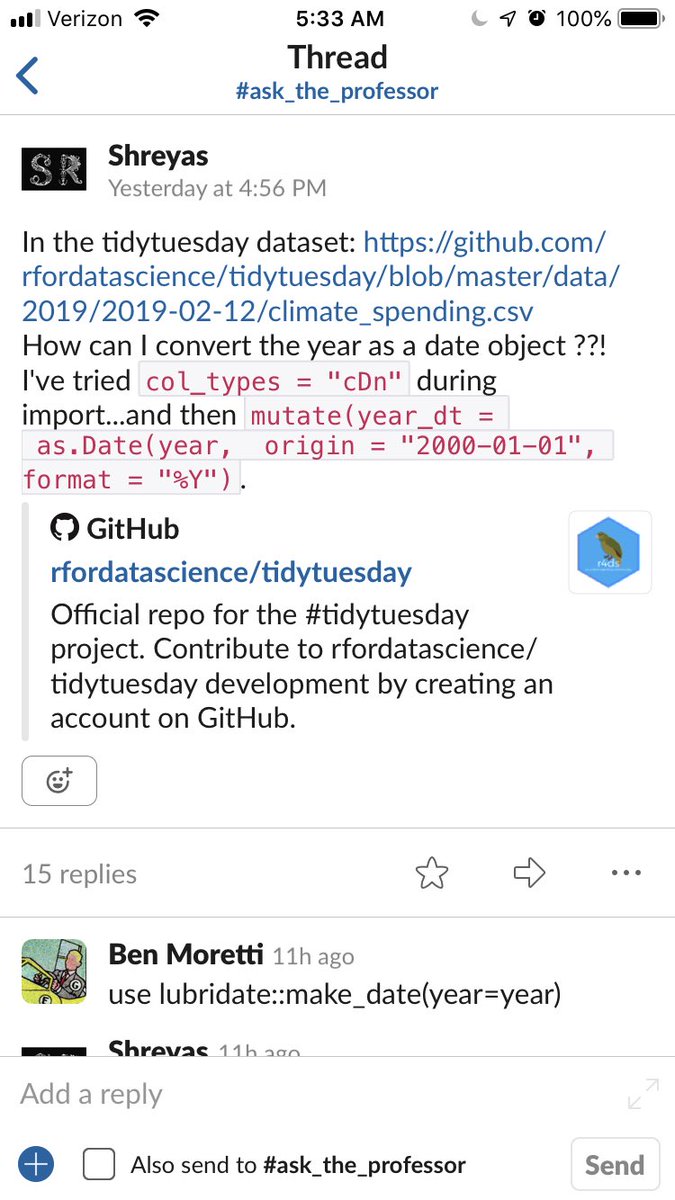 Verizon 5:33 AM 100%
Thread
#ask_the_professor
SR
Shreyas
Yesterday at 4:56 PM
In the tidytuesday dataset: https://github.com/
rfordatascience/tidytuesday/blob/master/data/
2019/2019-02-12/climate_spending.csv
How can I convert the year as a date object ??!
I've tried col_types = "cDn" during
import...and then mutate(year_dt =
as.Date(year,  origin = "2000-01-01",
format = "%Y").
GitHub
r4ds
rfordatascience/tidytuesday
Official repo for the #tidytuesday
project. Contribute to rfordatascience/
tidytuesday development by creating an
account on GitHub.
15 replies
Ben Moretti 11h ago
use lubridate::make_date(year=year)
Shreyas 11h ago
Add a reply
Also send to #ask_the_professor Send